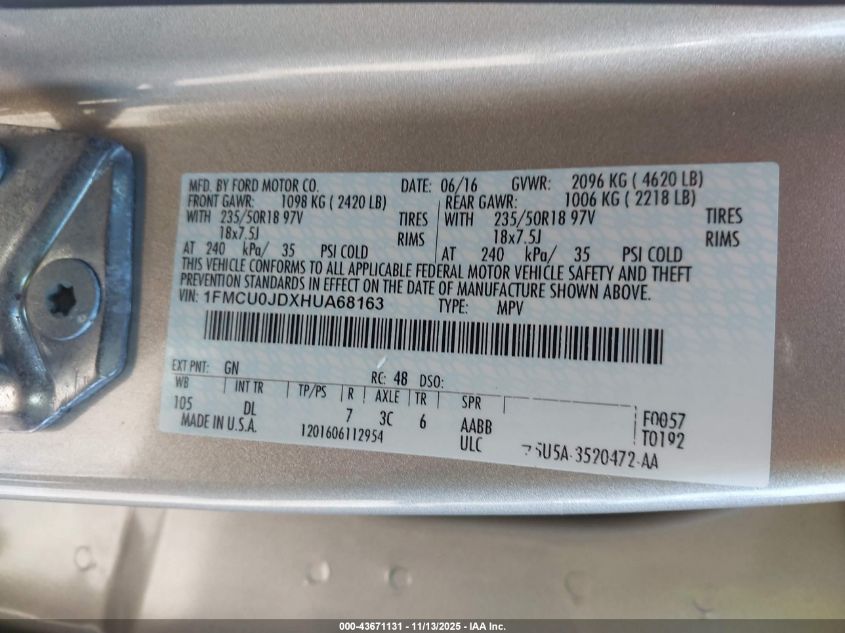 MFD. BY FORD MOTOR CO. DATE: 06/16 GVWR: 2096 KG ( 4620 LB)
FRONT GAWR: 1098 KG ( 2420 LB) REAR GAWR: 1006 KG ( 2218 LB)
WITH 235/50R18 97V TIRES WITH 235/50R18 97V TIRES
18x7.5J RIMS 18x7.5J RIMS
AT 240 kPa/ 35 PSI COLD AT 240 kPa/ 35 PSI COLD
THIS VEHICLE CONFORMS TO ALL APPLICABLE FEDERAL MOTOR VEHICLE SAFETY AND THEFT
PREVENTION STANDARDS IN EFFECT ON THE DATE OF MANUFACTURE SHOWN ABOVE.
VIN: 1FMCU0JDXHUA68163 TYPE: MPV
EXT PNT: GN RC: 48 DSO:
WB INT TR TP/PS R AXLE TR SPR
105 DL 7 3C 6 AABB F0057
MADE IN U.S.A. 1201606112954 ULC T0192
5U5A-3520472-AA
000-43671131 - 11/13/2025 - IAA Inc.